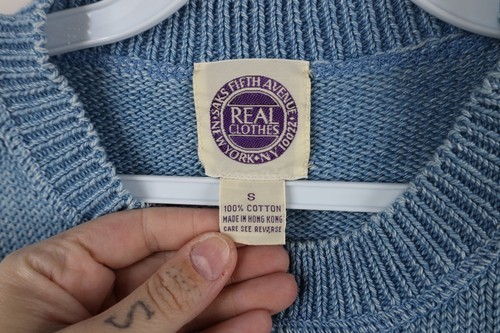 SAKS FIFTH AVENUE
REAL
CLOTHES
NEW YORK • NY 10022
S
100% COTTON
MADE IN HONG KONG
CARE SEE REVERSE
S